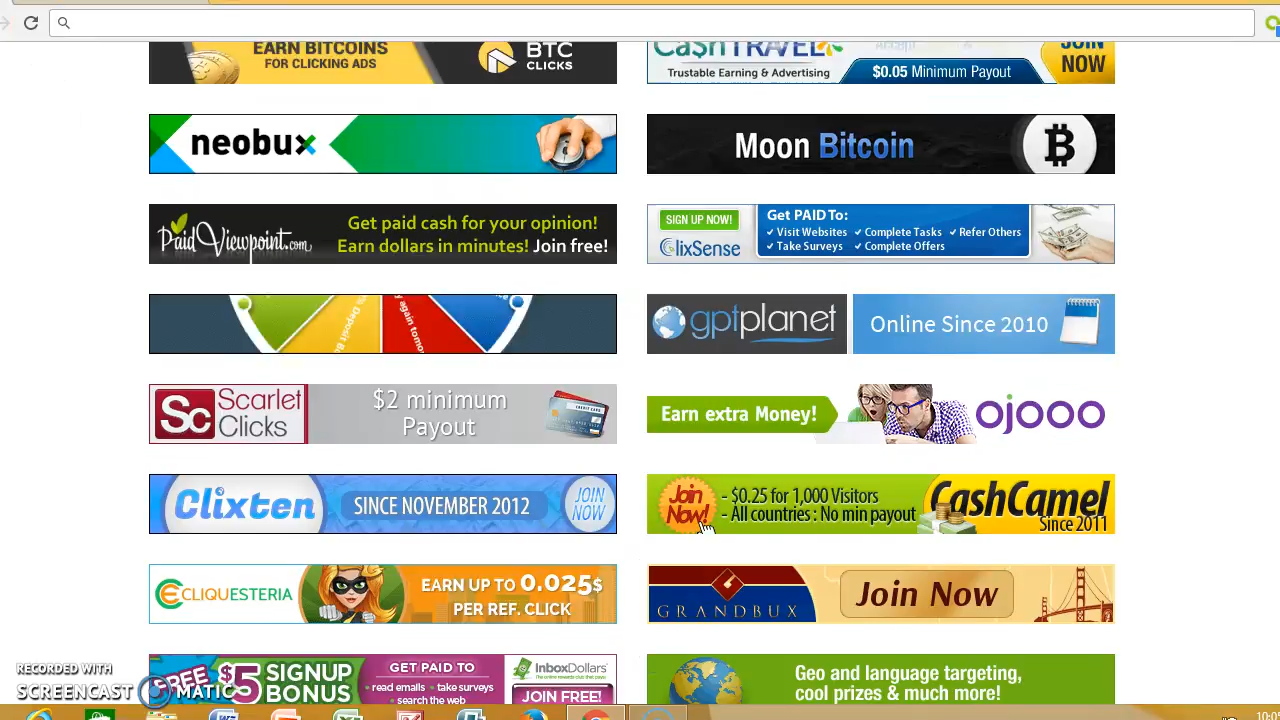 EARN BITCOINS
FOR CLICKING ADS
BTC
CLICKS
CashTRAVEL
Accept
Trustable Earning & Advertising
$0.05 Minimum Payout
JOIN
NOW
neobux
Moon Bitcoin
PaidViewpoint.com
Get paid cash for your opinion!
Earn dollars in minutes! Join free!
SIGN UP NOW!
ClixSense
Get PAID To:
✓ Visit Websites ✓ Complete Tasks ✓ Refer Others
✓ Take Surveys ✓ Complete Offers
gptplanet
Online Since 2010
Sc
Scarlet
Clicks
$2 minimum
Payout
Earn extra Money!
ojooo
Clixten
SINCE NOVEMBER 2012
JOIN
NOW
Join
Now!
- $0.25 for 1,000 Visitors
- All countries : No min payout
CashCamel
Since 2011
CLIQUESTERIA
EARN UP TO 0.025$
PER REF. CLICK
GRANDBUX
Join Now
FREE $5 SIGNUP
BONUS
GET PAID TO
• read emails • take surveys
• search the web
InboxDollars
JOIN FREE!
Geo and language targeting,
cool prizes & much more!
RECORDED WITH
SCREENCAST MATIC